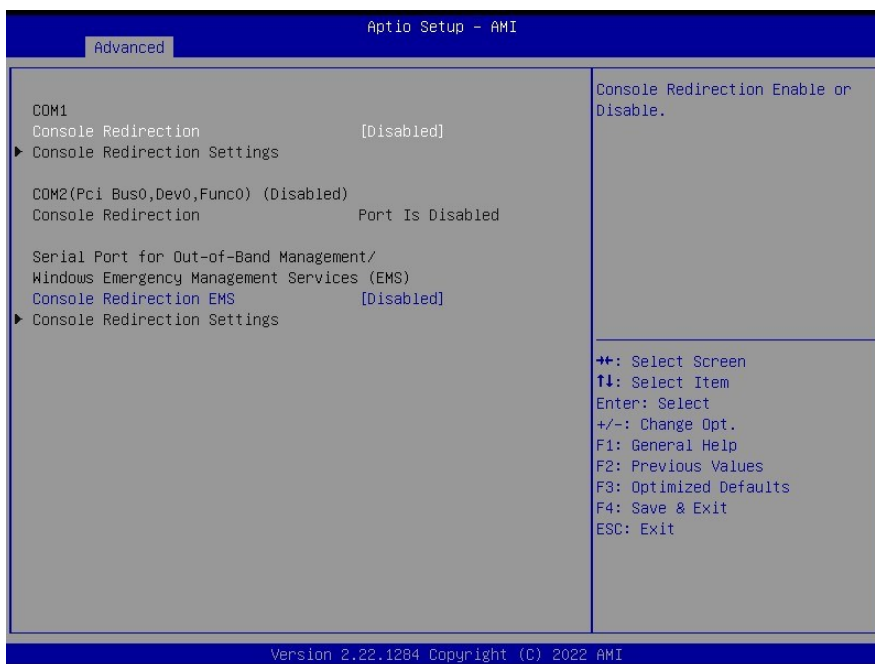 Aptio Setup - AMI
Advanced
COM1
Console Redirection [Disabled]
Console Redirection Settings
COM2(Pci Bus0,Dev0,Func0) (Disabled)
Console Redirection Port Is Disabled
Serial Port for Out-of-Band Management/
Windows Emergency Management Services (EMS)
Console Redirection EMS [Disabled]
Console Redirection Settings
Console Redirection Enable or
Disable.
→←: Select Screen
↑↓: Select Item
Enter: Select
+/-: Change Opt.
F1: General Help
F2: Previous Values
F3: Optimized Defaults
F4: Save & Exit
ESC: Exit
Version 2.22.1284 Copyright (C) 2022 AMI